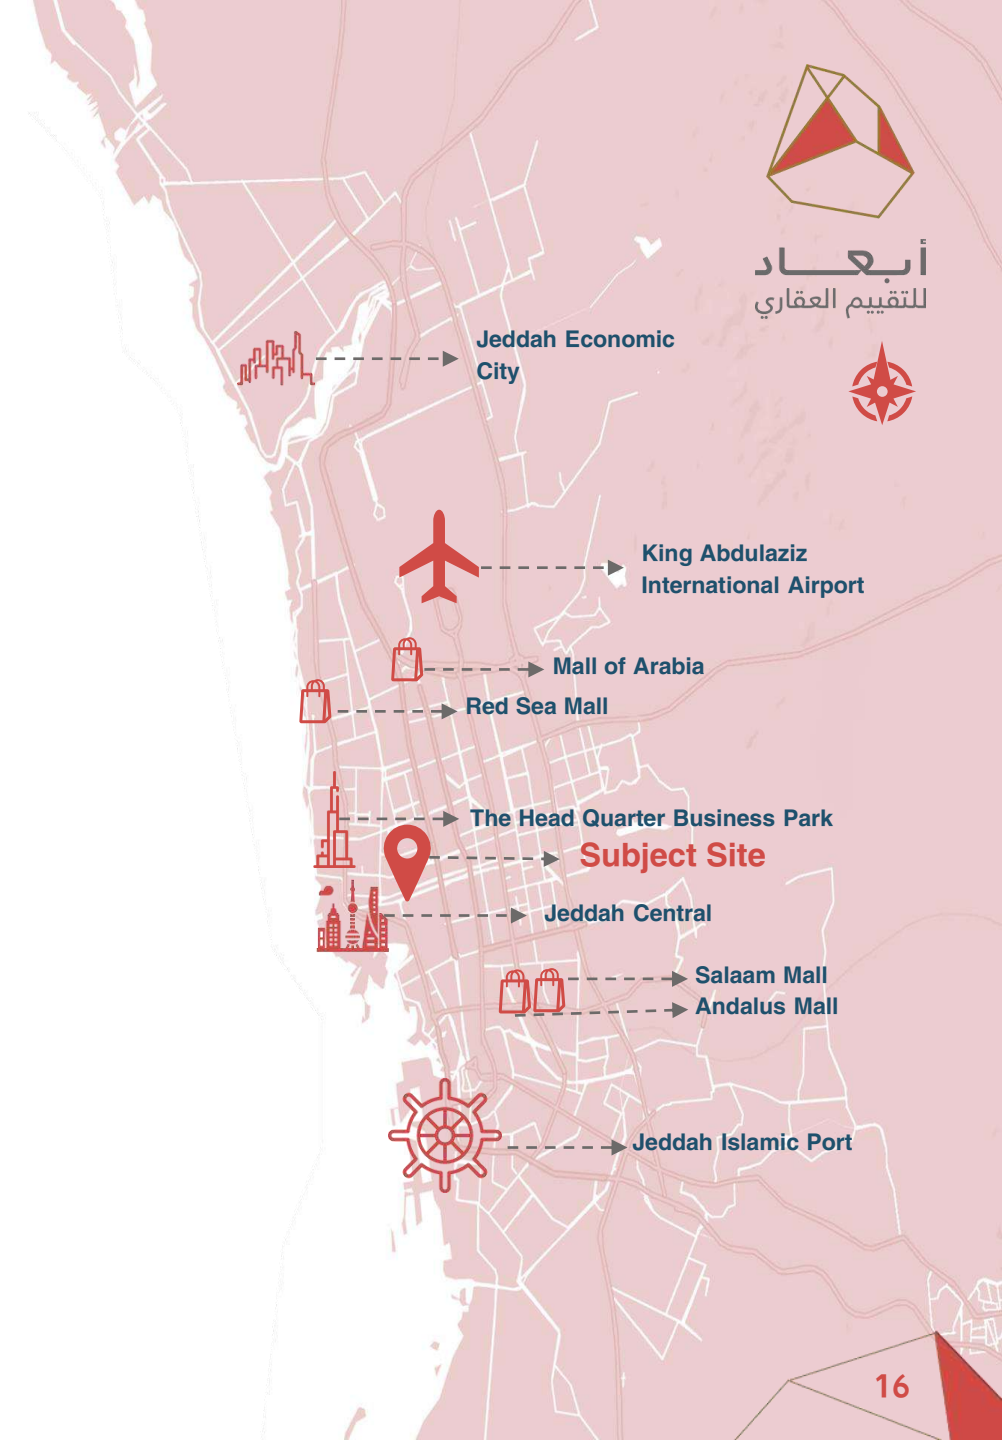 أبعاد
للتقييم العقاري
Jeddah Economic
City
King Abdulaziz
International Airport
Mall of Arabia
Red Sea Mall
The Head Quarter Business Park
Subject Site
Jeddah Central
Salaam Mall
Andalus Mall
Jeddah Islamic Port
16